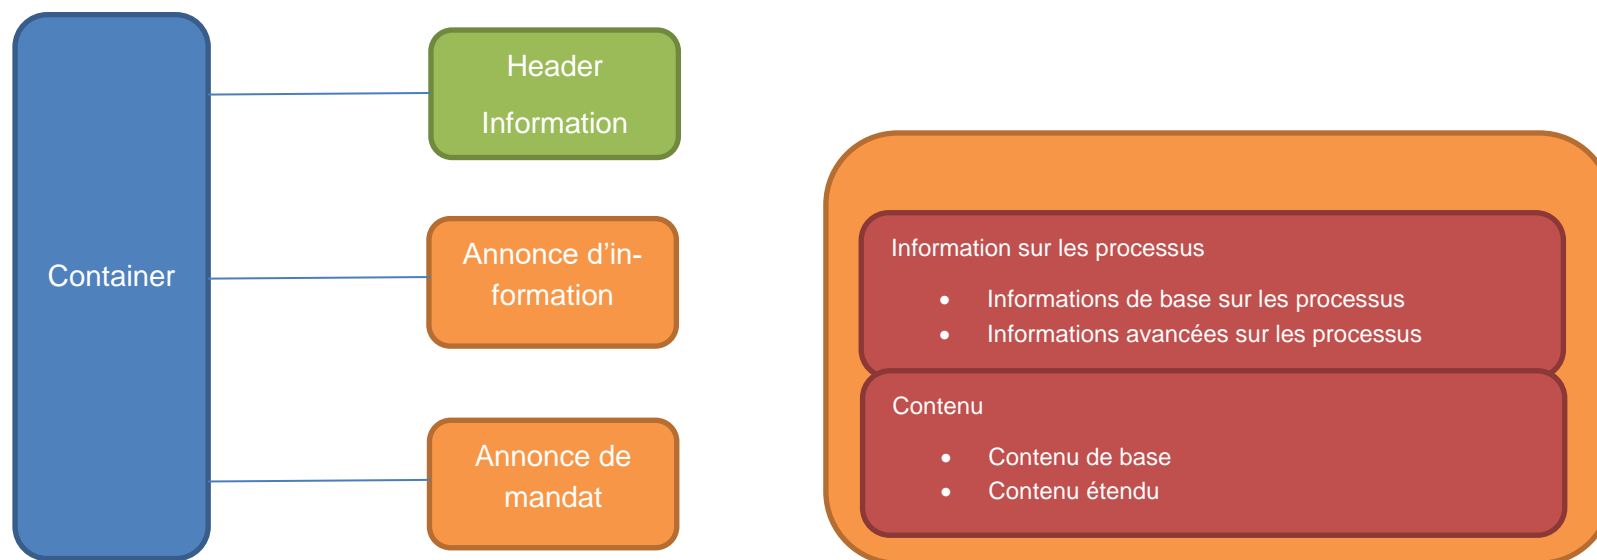 Container
Header
Information
Annonce d'in-
formation
Annonce de
mandat
Information sur les processus
• Informations de base sur les processus
• Informations avancées sur les processus
Contenu
• Contenu de base
• Contenu étendu